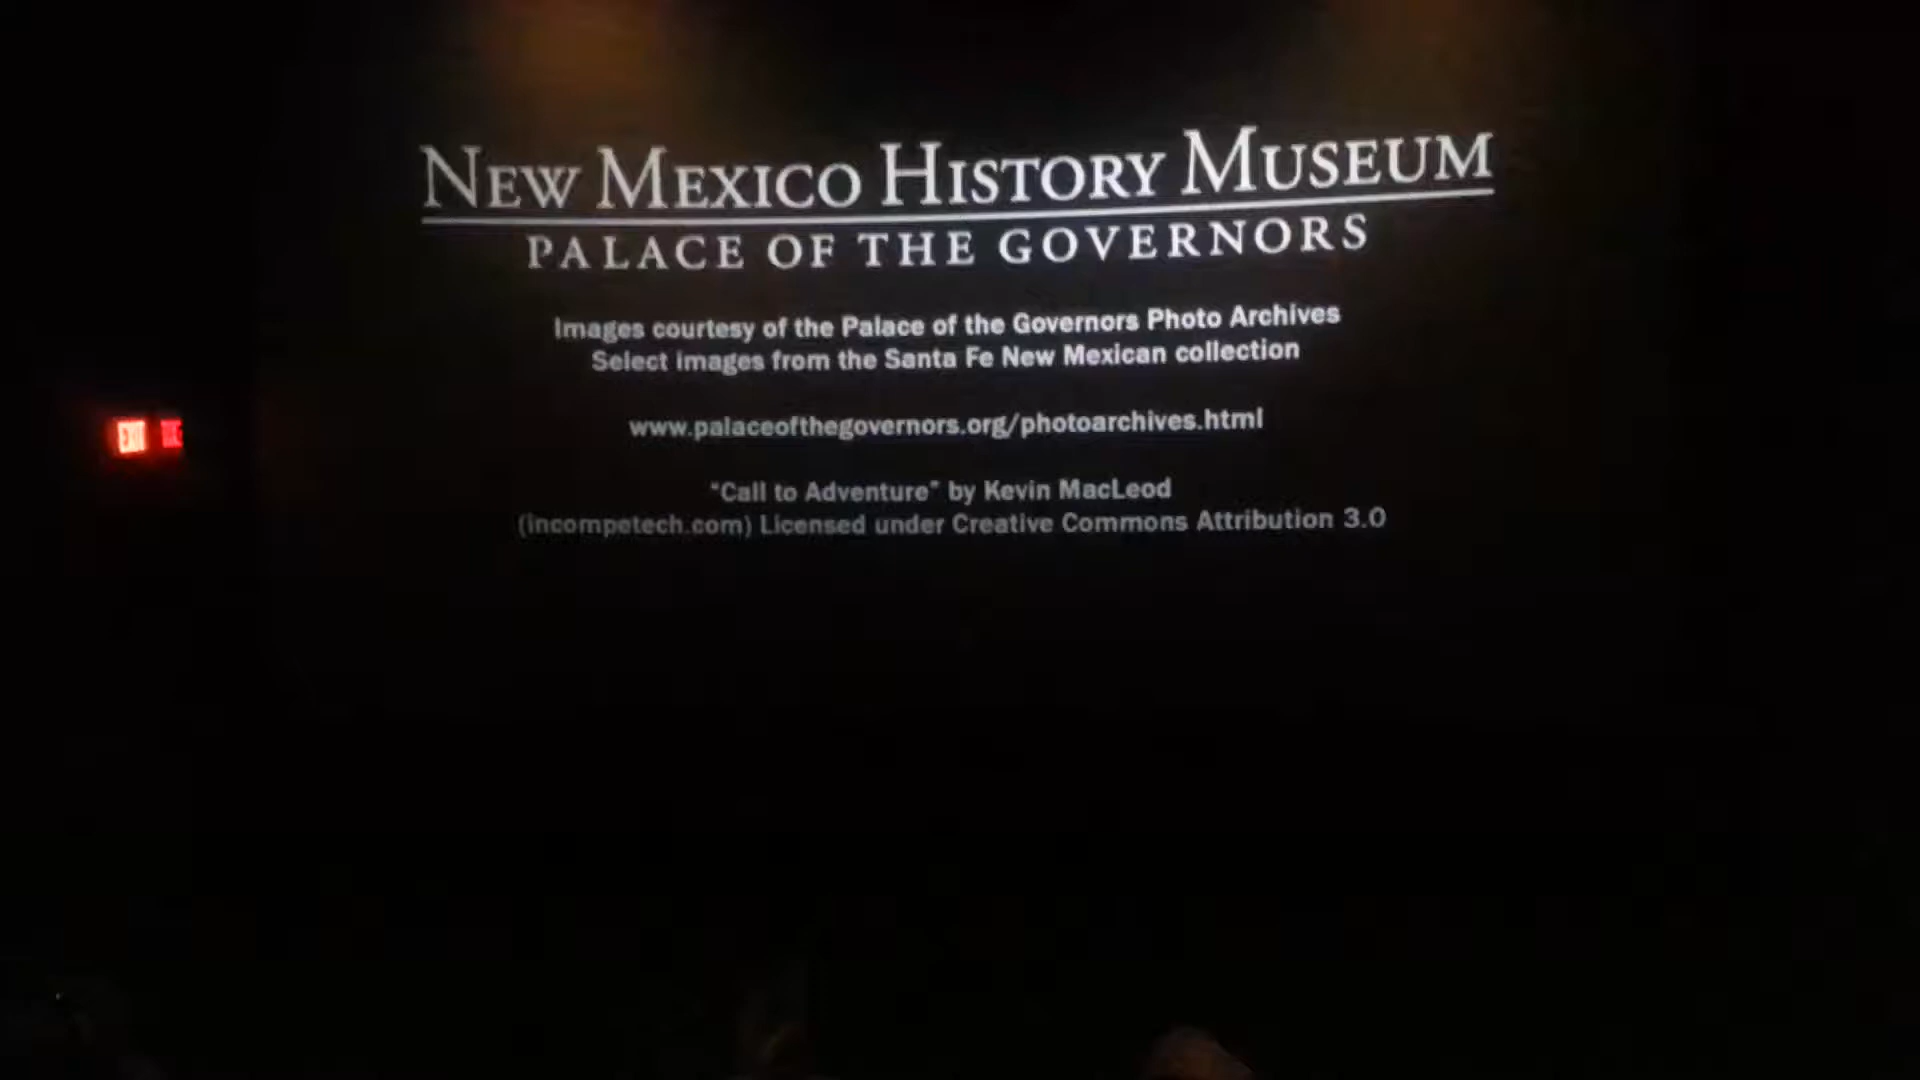 NEW MEXICO HISTORY MUSEUM
PALACE OF THE GOVERNORS
Images courtesy of the Palace of the Governors Photo Archives
Select images from the Santa Fe New Mexican collection
www.palaceofthegovernors.org/photoarchives.html
"Call to Adventure" by Kevin MacLeod
(incompetech.com) Licensed under Creative Commons Attribution 3.0
EXIT